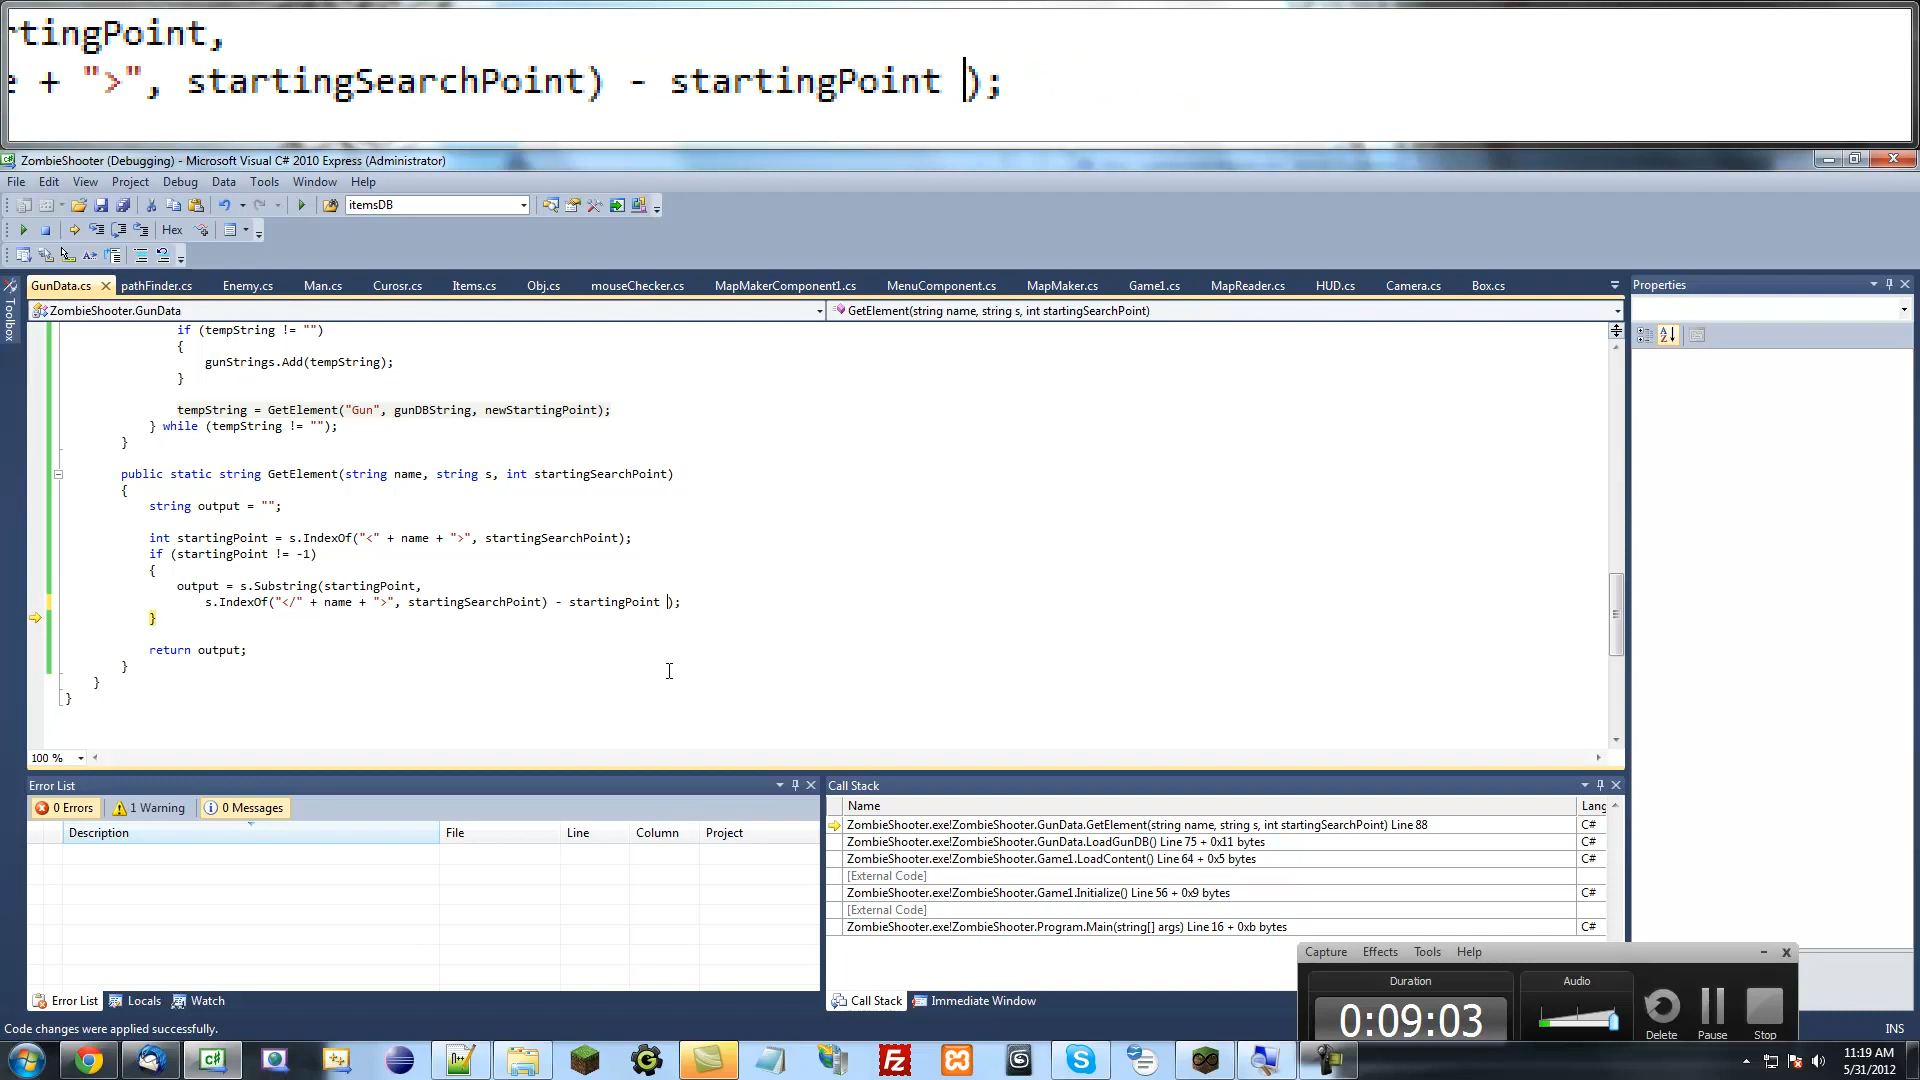 rtingPoint,
e + ">", startingSearchPoint) - startingPoint );
ZombieShooter (Debugging) - Microsoft Visual C# 2010 Express (Administrator)
File Edit View Project Debug Data Tools Window Help
itemsDB
Hex
GunData.cs pathFinder.cs Enemy.cs Man.cs Curosr.cs Items.cs Obj.cs mouseChecker.cs MapMakerComponent1.cs MenuComponent.cs MapMaker.cs Game1.cs MapReader.cs HUD.cs Camera.cs Box.cs
Properties
Toolbox
ZombieShooter.GunData
GetElement(string name, string s, int startingSearchPoint)
if (tempString != "")
{
gunStrings.Add(tempString);
}
tempString = GetElement("Gun", gunDBString, newStartingPoint);
} while (tempString != "");
}
public static string GetElement(string name, string s, int startingSearchPoint)
{
string output = "";
int startingPoint = s.IndexOf("<" + name + ">", startingSearchPoint);
if (startingPoint != -1)
{
output = s.Substring(startingPoint,
s.IndexOf("</" + name + ">", startingSearchPoint) - startingPoint );
}
return output;
}
}
}
100 %
Error List
0 Errors 1 Warning 0 Messages
Description File Line Column Project
Call Stack
Name Lang
ZombieShooter.exe!ZombieShooter.GunData.GetElement(string name, string s, int startingSearchPoint) Line 88 C#
ZombieShooter.exe!ZombieShooter.GunData.LoadGunDB() Line 75 + 0x11 bytes C#
ZombieShooter.exe!ZombieShooter.Game1.LoadContent() Line 64 + 0x5 bytes C#
[External Code]
ZombieShooter.exe!ZombieShooter.Game1.Initialize() Line 56 + 0x9 bytes C#
[External Code]
ZombieShooter.exe!ZombieShooter.Program.Main(string[] args) Line 16 + 0xb bytes C#
Error List Locals Watch
Call Stack Immediate Window
Capture Effects Tools Help
Duration Audio
0:09:03
Delete Pause Stop
Code changes were applied successfully.
INS
11:19 AM
5/31/2012